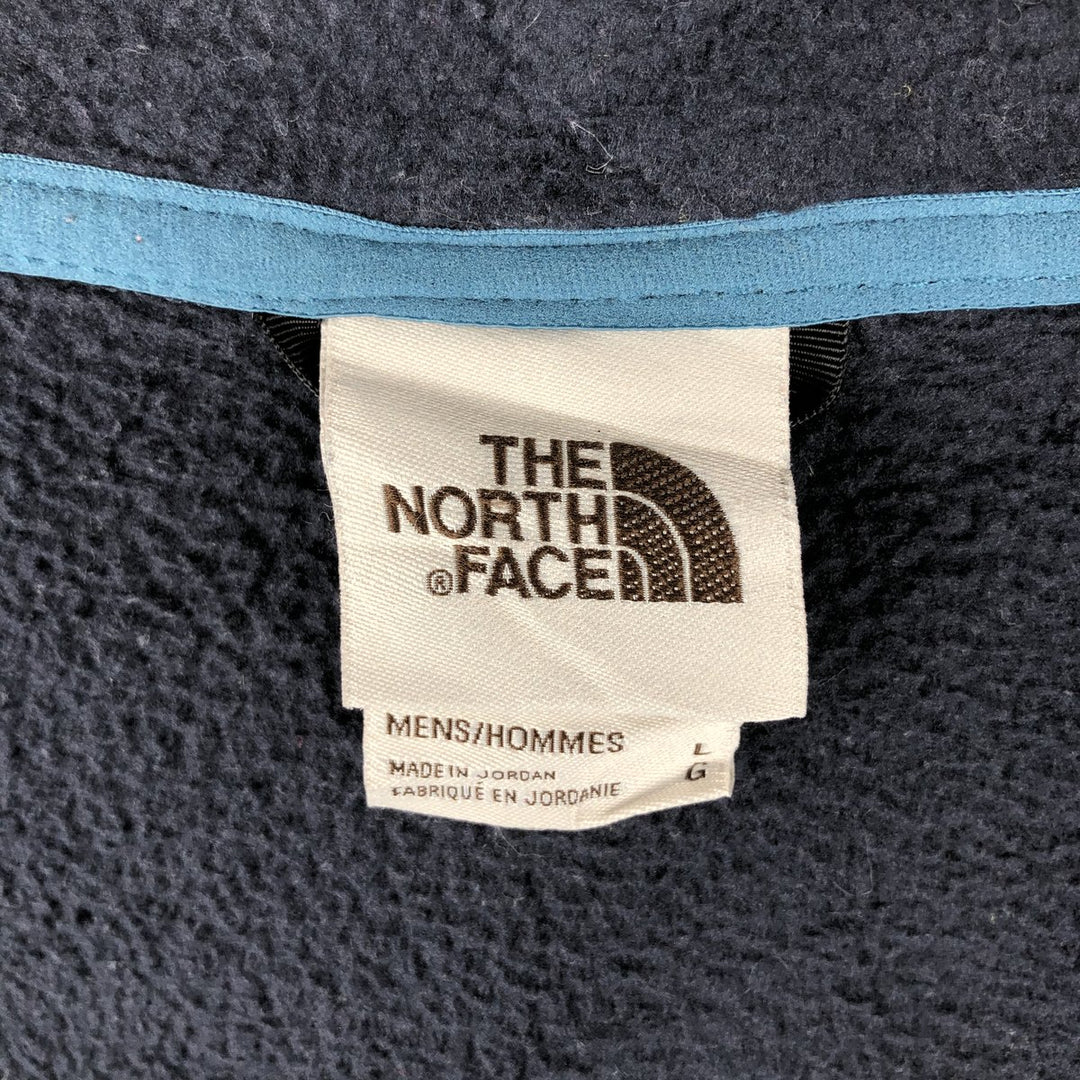 THE
NORTH
®FACE
MENS/HOMMES L
MADE IN JORDAN G
FABRIQUÉ EN JORDANIE